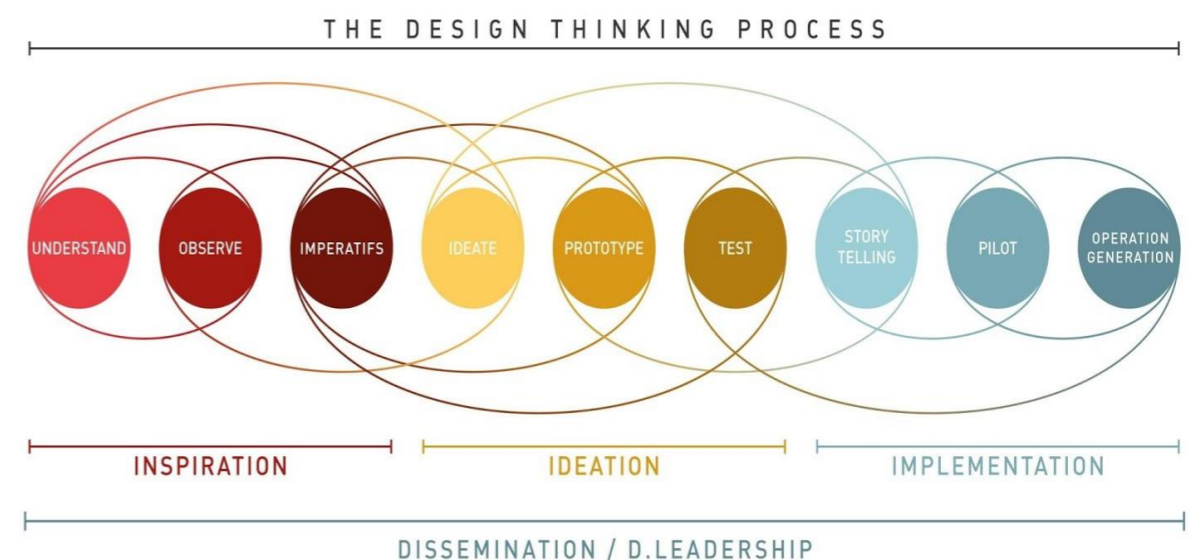 THE DESIGN THINKING PROCESS
UNDERSTAND
OBSERVE
IMPERATIFS
IDEATE
PROTOTYPE
TEST
STORY
TELLING
PILOT
OPERATION
GENERATION
INSPIRATION
IDEATION
IMPLEMENTATION
DISSEMINATION / D.LEADERSHIP